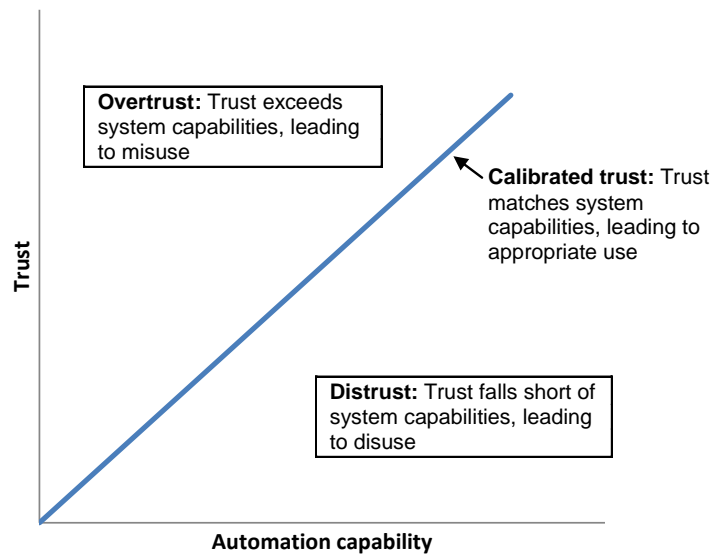 Overtrust: Trust exceeds
system capabilities, leading
to misuse
Calibrated trust: Trust
matches system
capabilities, leading to
appropriate use
Trust
Distrust: Trust falls short of
system capabilities, leading
to disuse
Automation capability